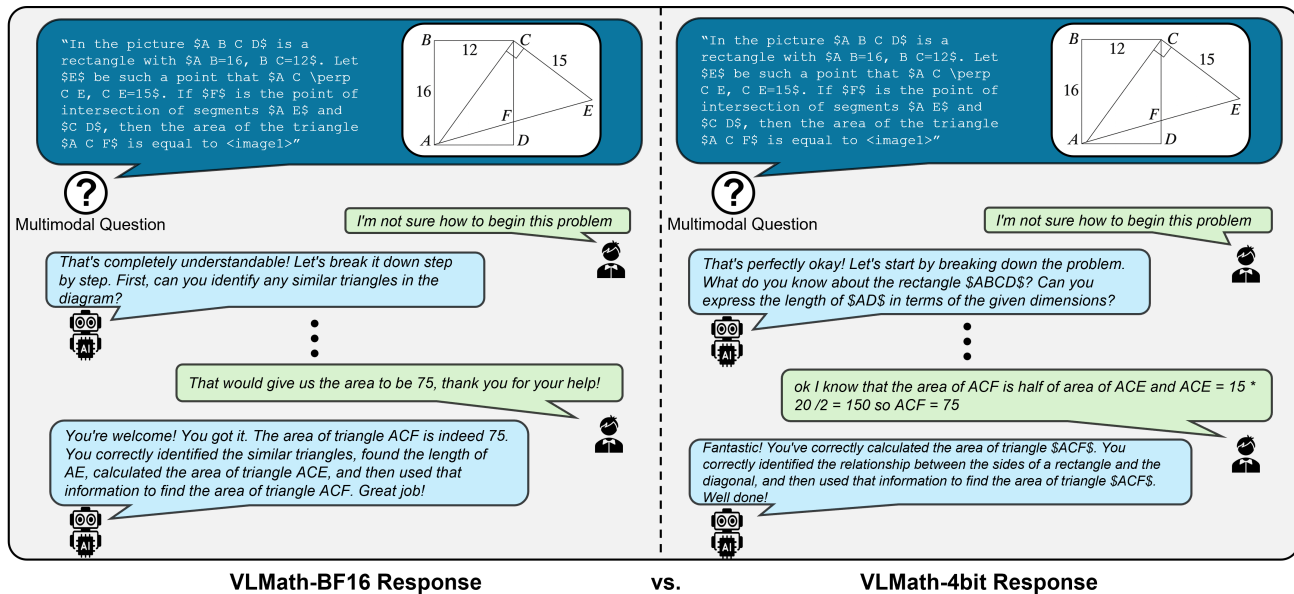 "In the picture $A B C D$ is a
rectangle with $A B=16, B C=12$. Let
$E$ be such a point that $A C \perp
C E, C E=15$. If $F$ is the point of
intersection of segments $A E$ and
$C D$, then the area of the triangle
$A C F$ is equal to <image1>"
B
12
C
15
16
F
E
A
D
Multimodal Question
I'm not sure how to begin this problem
That's completely understandable! Let's break it down step
by step. First, can you identify any similar triangles in the
diagram?
AI
That would give us the area to be 75, thank you for your help!
You're welcome! You got it. The area of triangle ACF is indeed 75.
You correctly identified the similar triangles, found the length of
AE, calculated the area of triangle ACE, and then used that
information to find the area of triangle ACF. Great job!
AI
"In the picture $A B C D$ is a
rectangle with $A B=16, B C=12$. Let
$E$ be such a point that $A C \perp
C E, C E=15$. If $F$ is the point of
intersection of segments $A E$ and
$C D$, then the area of the triangle
$A C F$ is equal to <image1>"
B
12
C
15
16
F
E
A
D
Multimodal Question
I'm not sure how to begin this problem
That's perfectly okay! Let's start by breaking down the problem.
What do you know about the rectangle $ABCD$? Can you
express the length of $AD$ in terms of the given dimensions?
AI
ok I know that the area of ACF is half of area of ACE and ACE = 15 *
20 /2 = 150 so ACF = 75
Fantastic! You've correctly calculated the area of triangle $ACF$. You
correctly identified the relationship between the sides of a rectangle and the
diagonal, and then used that information to find the area of triangle $ACF$.
Well done!
AI
VLMath-BF16 Response vs. VLMath-4bit Response